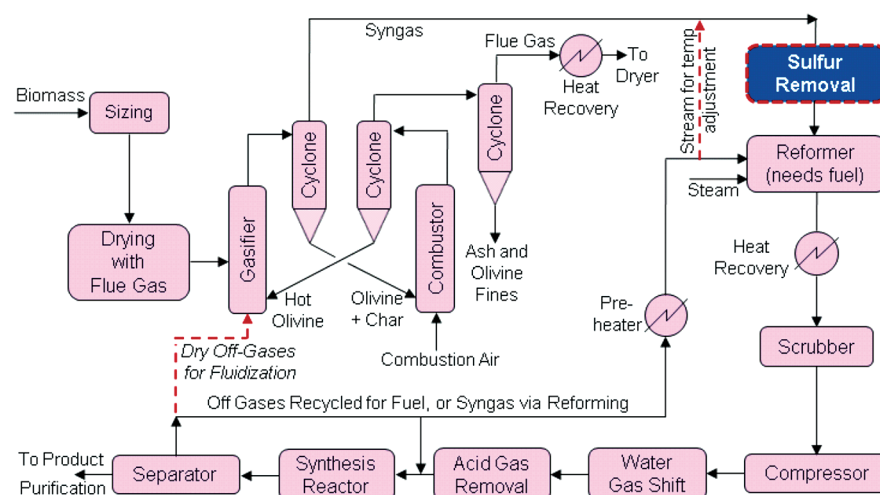 Syngas
Flue Gas
To
Dryer
Heat
Recovery
Stream for temp
adjustment
Sulfur
Removal
Biomass
Sizing
Cyclone
Cyclone
Cyclone
Reformer
(needs fuel)
Steam
Drying
with
Flue Gas
Gasifier
Combustor
Ash and
Olivine
Fines
Heat
Recovery
Hot
Olivine
Olivine
+ Char
Pre-
heater
Combustion Air
Scrubber
Dry Off-Gases
for Fluidization
Off Gases Recycled for Fuel, or Syngas via Reforming
To Product
Purification
Separator
Synthesis
Reactor
Acid Gas
Removal
Water
Gas Shift
Compressor